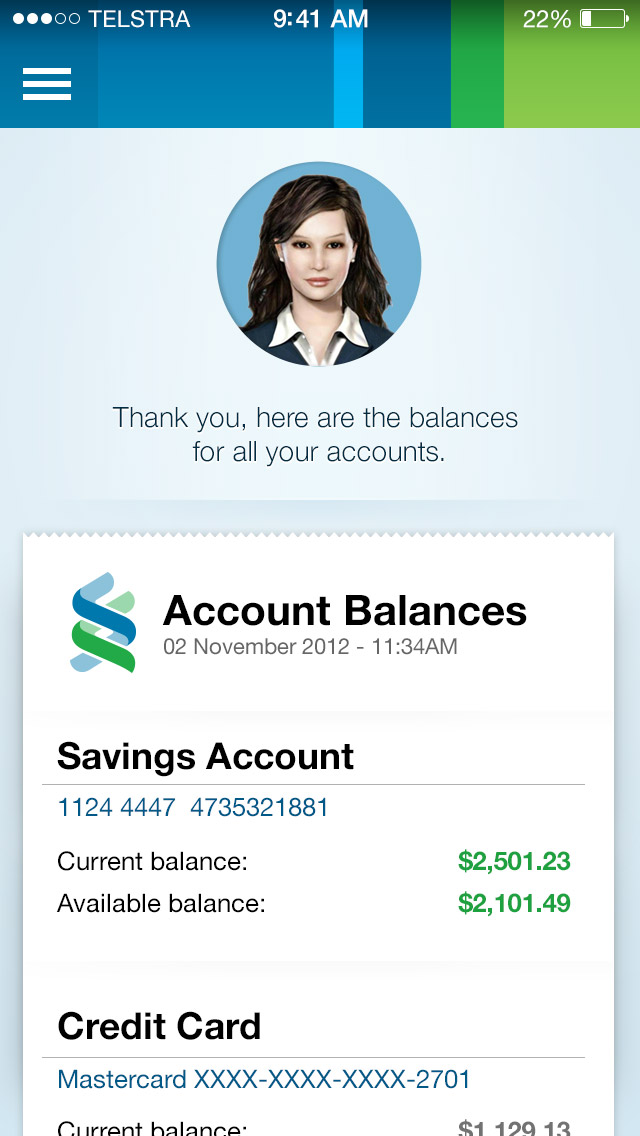 TELSTRA 9:41 AM 22%
Thank you, here are the balances
for all your accounts.
Account Balances
02 November 2012 - 11:34AM
Savings Account
1124 4447 4735321881
Current balance: $2,501.23
Available balance: $2,101.49
Credit Card
Mastercard XXXX-XXXX-XXXX-2701
Current balance: $1,129.13